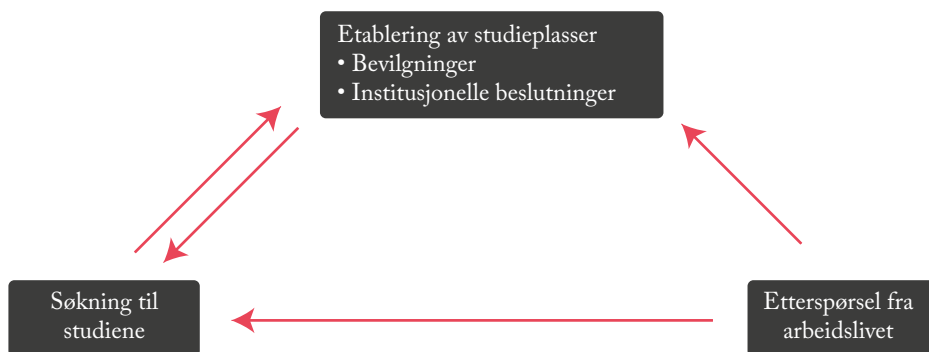 Etablering av studieplasser
• Bevilgninger
• Institusjonelle beslutninger
Søkning til
studiene
Etterspørsel fra
arbeidslivet